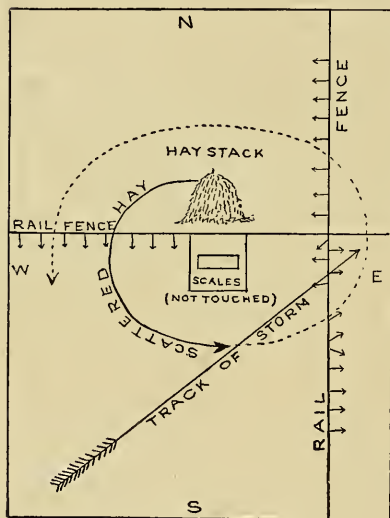 N
FENCE
HAY STACK
HAY
RAIL FENCE
W
SCALES
(NOT TOUCHED)
E
SCATTERED
TRACK OF STORM
RAIL
S